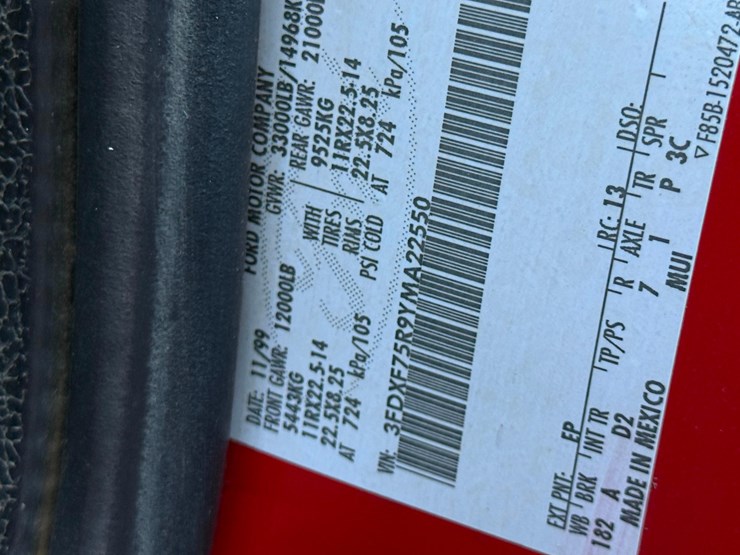 FORD MOTOR COMPANY
DATE: 11/99 GVWR: 33000LB/14968K
FRONT GAWR: 12000LB REAR GAWR: 21000
5443KG WITH 9525KG
11RX22.5-14 TIRES 11RX22.5-14
22.5X8.25 RIMS 22.5X8.25
AT 724 kPa/105 PSI COLD AT 724 kPa/105
VIN: 3FDXF75R9YMA22550
EXT PNT: EP RC: 13 DSO:
WB BRK INT TR TP/PS R AXLE TR SPR
182 A D2 7 1 P 3C
MADE IN MEXICO MUI
▽ F85B-1520472-AB